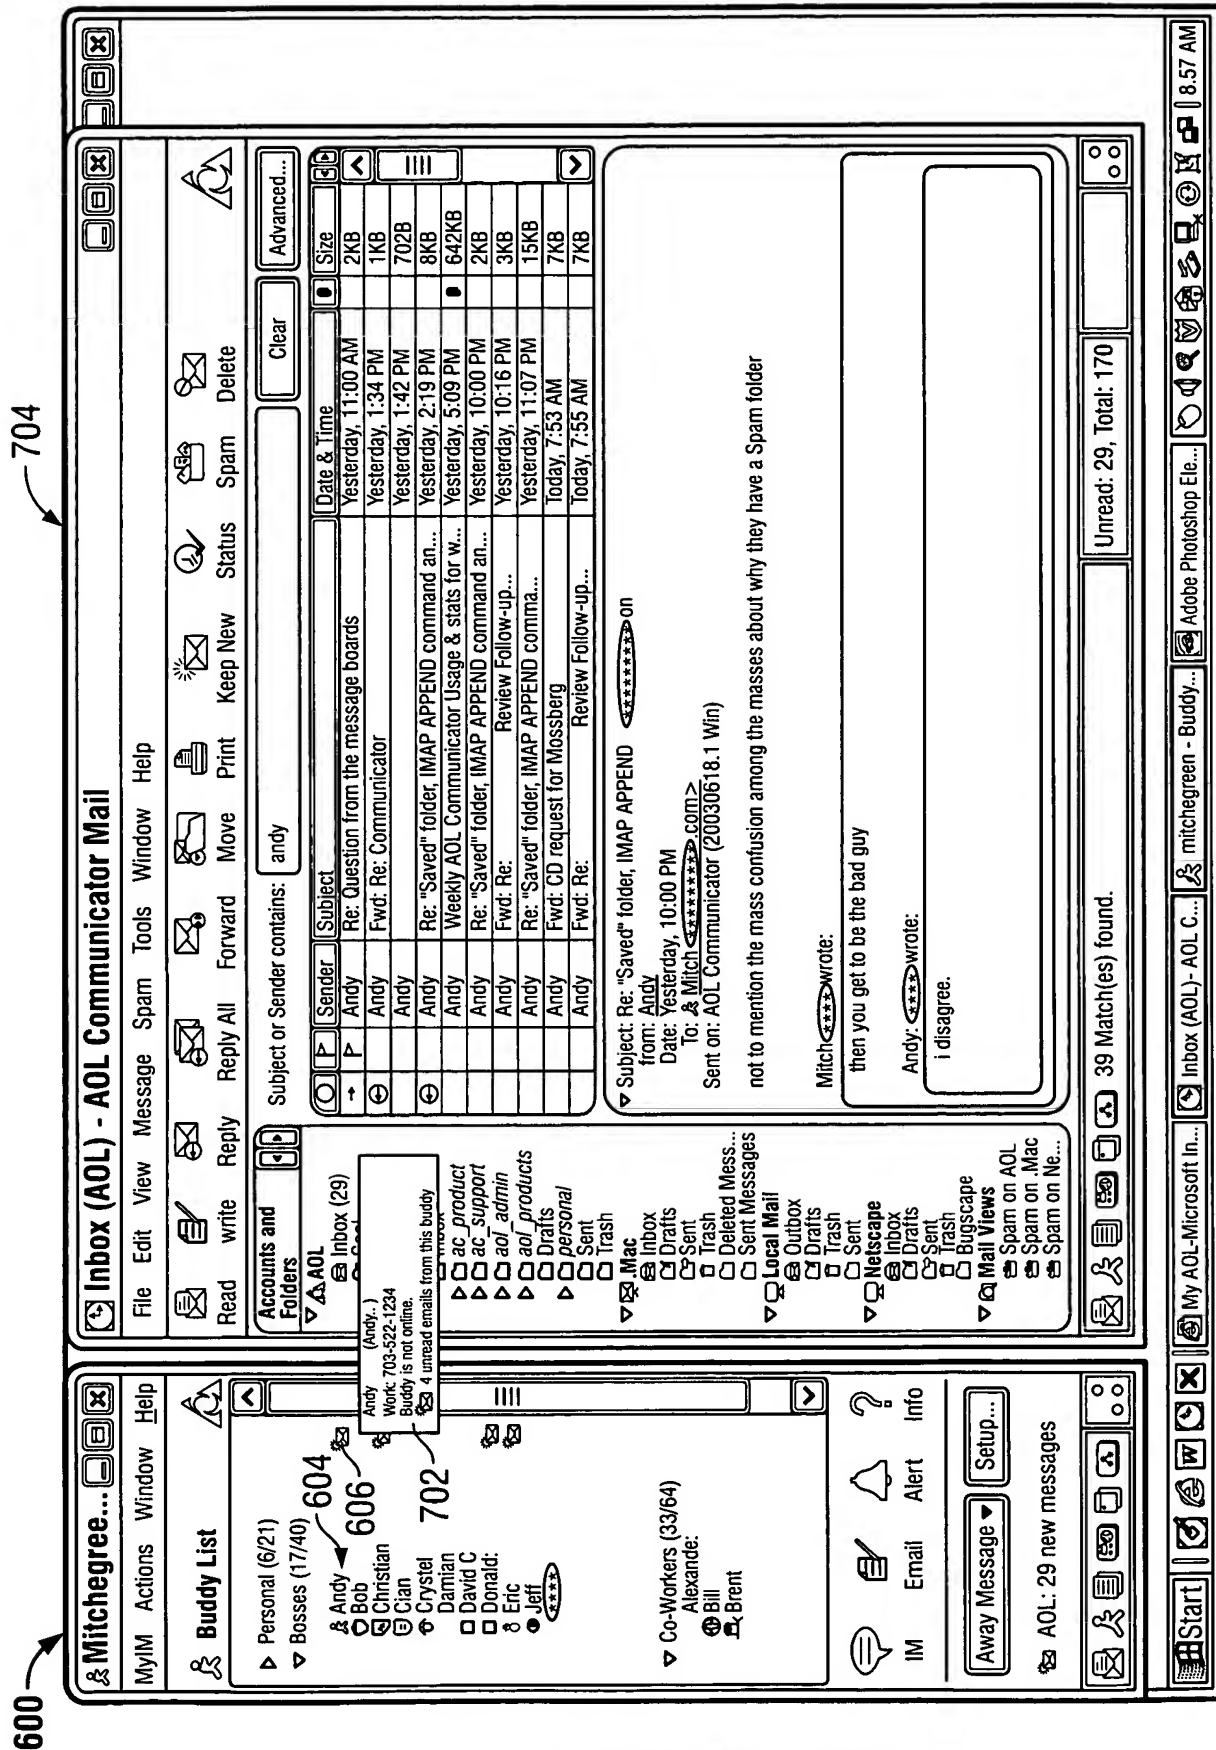 600
704
Mitchegree...
MyIM Actions Window Help
Buddy List
Personal (6/21)
Bosses (17/40)
604
606
702
Andy
Bob
Christian
Cian
Crystel
Damian
David C
Donald:
Eric
Jeff
****
Co-Workers (33/64)
Alexande:
Bill
Brent
IM Email Alert Info
Away Message Setup...
AOL: 29 new messages
Andy (Andy..)
Work: 703-522-1234
Buddy is not online.
4 unread emails from this buddy
Inbox (AOL) - AOL Communicator Mail
File Edit View Message Spam Tools Window Help
Read write Reply Reply All Forward Move Print Keep New Status Spam Delete
Accounts and
Folders
AOL
Inbox (29)
ac_product
ac_support
aol_admin
aol_products
Drafts
personal
Sent
Trash
.Mac
Inbox
Drafts
Sent
Trash
Deleted Mess...
Sent Messages
Local Mail
Outbox
Drafts
Trash
Sent
Netscape
Inbox
Drafts
Sent
Trash
Bugscape
Mail Views
Spam on AOL
Spam on .Mac
Spam on Ne...
Subject or Sender contains: andy Clear Advanced...
Sender Subject Date & Time Size
Andy Re: Question from the message boards Yesterday, 11:00 AM 2KB
Andy Fwd: Re: Communicator Yesterday, 1:34 PM 1KB
Andy Yesterday, 1:42 PM 702B
Andy Re: "Saved" folder, IMAP APPEND command an... Yesterday, 2:19 PM 8KB
Andy Weekly AOL Communicator Usage & stats for w... Yesterday, 5:09 PM 642KB
Andy Re: "Saved" folder, IMAP APPEND command an... Yesterday, 10:00 PM 2KB
Andy Fwd: Re: Review Follow-up... Yesterday, 10:16 PM 3KB
Andy Re: "Saved" folder, IMAP APPEND comma... Yesterday, 11:07 PM 15KB
Andy Fwd: CD request for Mossberg Today, 7:53 AM 7KB
Andy Fwd: Re: Review Follow-up... Today, 7:55 AM 7KB
Subject: Re: "Saved" folder, IMAP APPEND ********* on
from: Andy
Date: Yesterday, 10:00 PM
To: Mitch *********.com>
Sent on: AOL Communicator (20030618.1 Win)
not to mention the mass confusion among the masses about why they have a Spam folder
Mitch **** wrote:
then you get to be the bad guy
Andy: **** wrote:
i disagree.
39 Match(es) found. Unread: 29, Total: 170
Start My AOL-Microsoft In... Inbox (AOL)- AOL C... mitchegreen - Buddy... Adobe Photoshop Ele... 8.57 AM